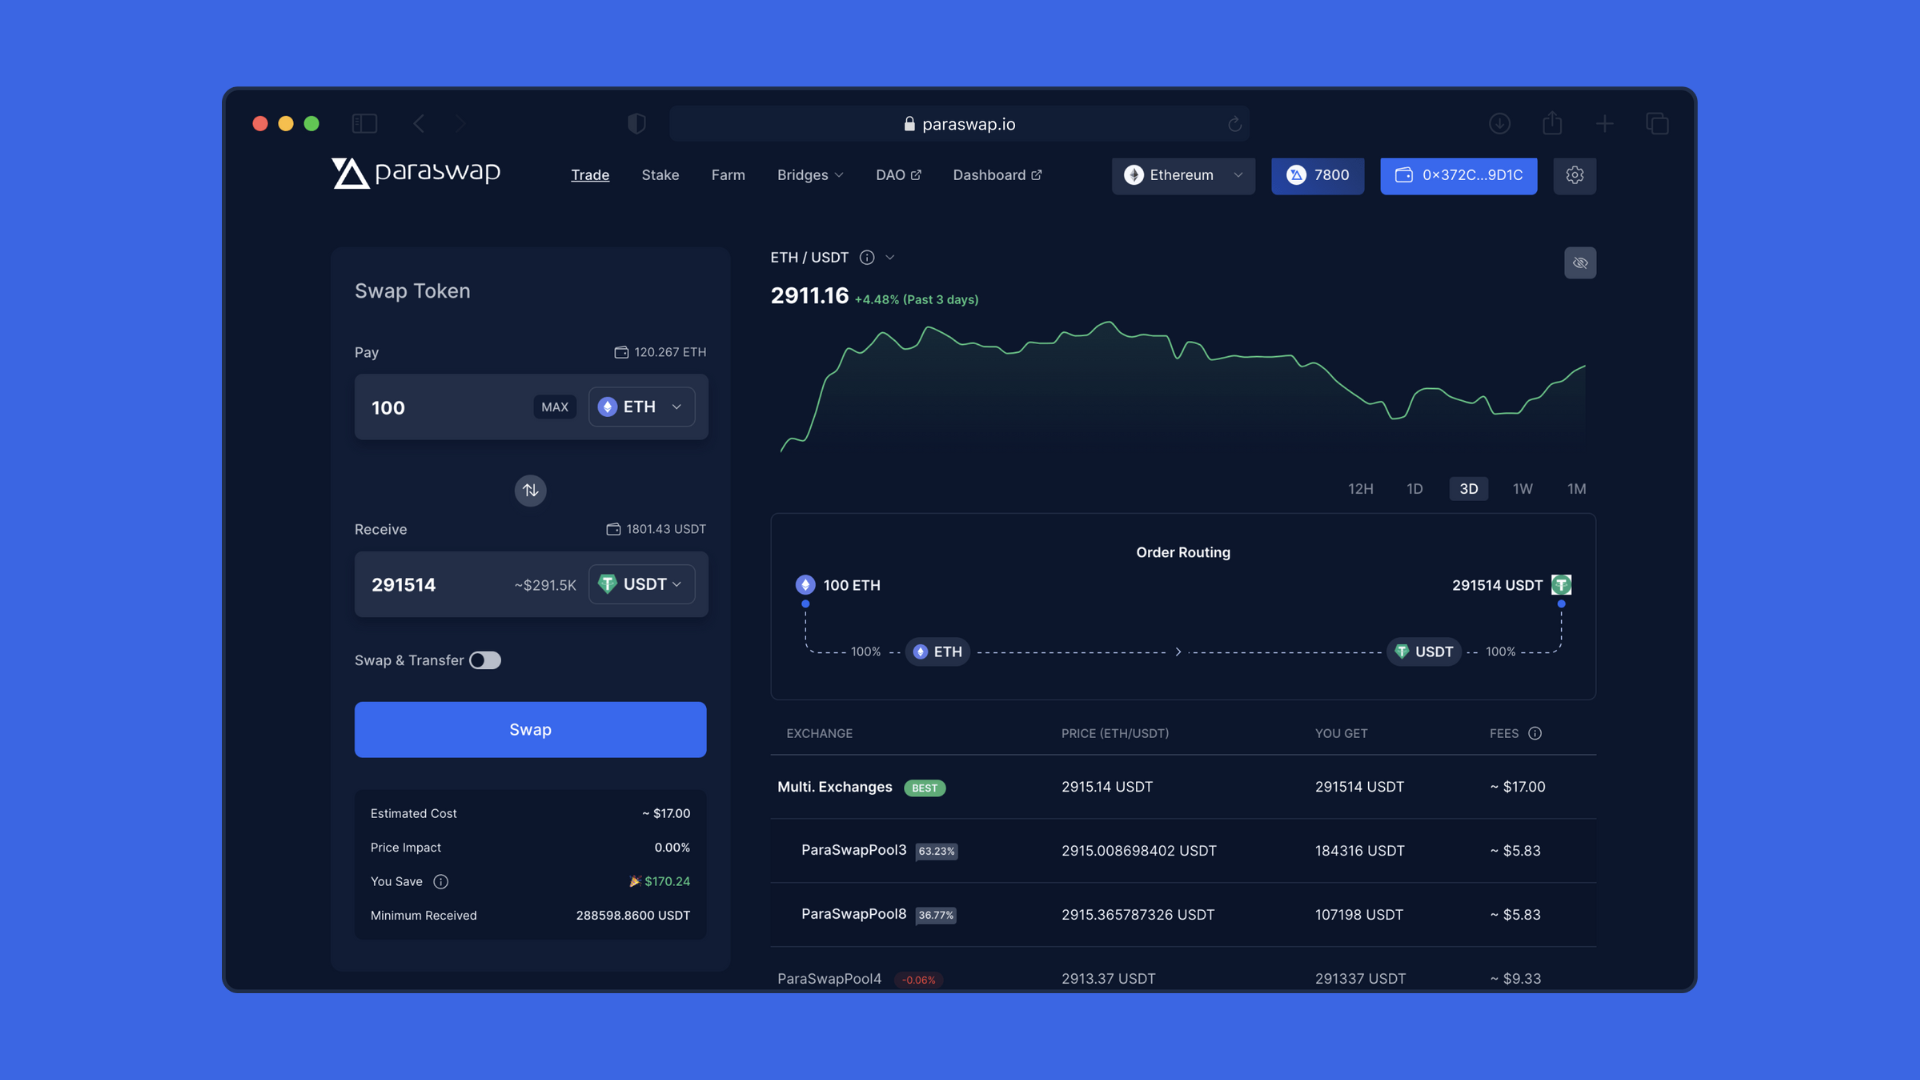 paraswap.io
paraswap
Trade Stake Farm Bridges DAO Dashboard Ethereum 7800 0x372C...9D1C
Swap Token
Pay 120.267 ETH
100 MAX ETH
Receive 1801.43 USDT
291514 ~$291.5K USDT
Swap & Transfer
Swap
Estimated Cost ~ $17.00
Price Impact 0.00%
You Save $170.24
Minimum Received 288598.8600 USDT
ETH / USDT
2911.16 +4.48% (Past 3 days)
12H 1D 3D 1W 1M
Order Routing
100 ETH 291514 USDT
100% ETH USDT 100%
EXCHANGE PRICE (ETH/USDT) YOU GET FEES
Multi. Exchanges BEST 2915.14 USDT 291514 USDT ~ $17.00
ParaSwapPool3 63.23% 2915.008698402 USDT 184316 USDT ~ $5.83
ParaSwapPool8 36.77% 2915.365787326 USDT 107198 USDT ~ $5.83
ParaSwapPool4 -0.06% 2913.37 USDT 291337 USDT ~ $9.33